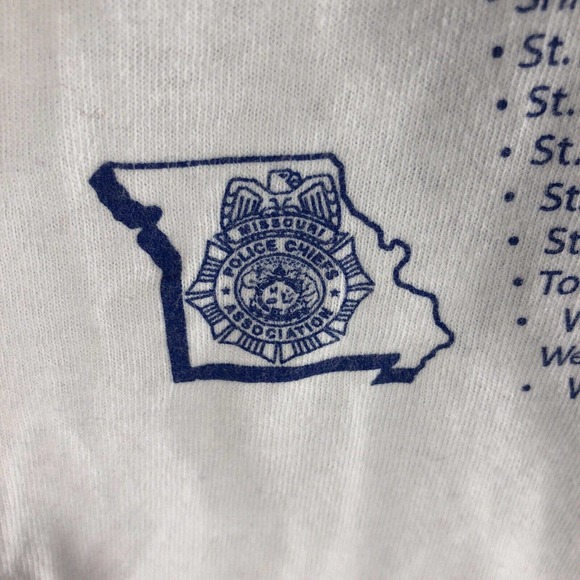 MISSOURI
POLICE CHIEFS
ASSOCIATION
• St.
• St.
• St.
• St
• St
• To
• W
We